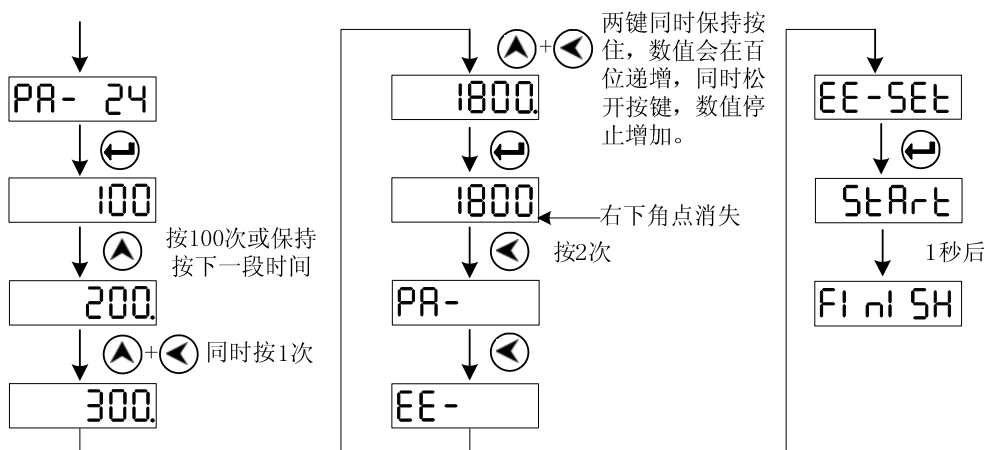 PA- 24
100
按100次或保持
按下一段时间
200.
+
同时按1次
300.
+
两键同时保持按
住，数值会在百
位递增，同时松
开按键，数值停
止增加。
1800.
1800
右下角点消失
按2次
PA-
EE-
EE-SEt
StArt
1秒后
FI nI SH